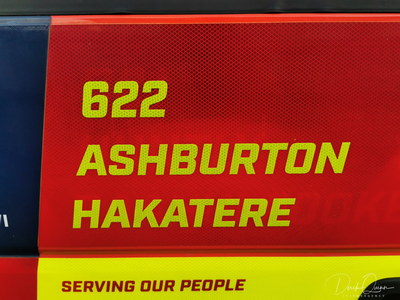 622
ASHBURTON
HAKATERE
SERVING OUR PEOPLE